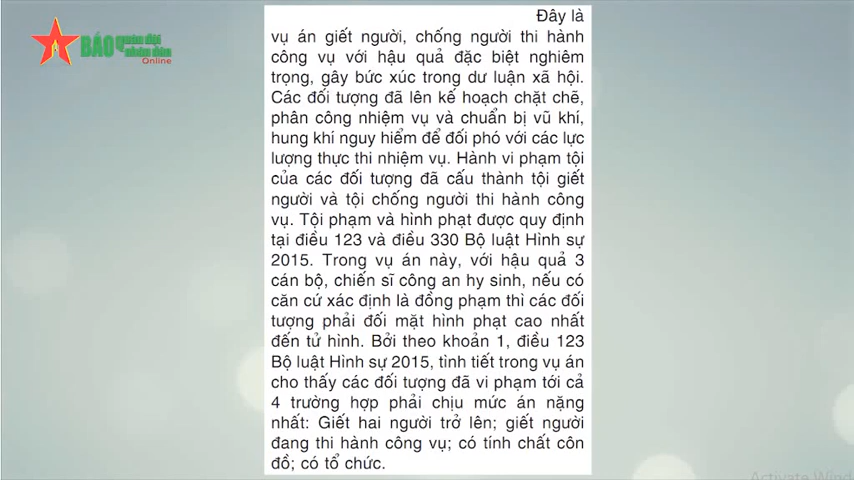 BÁO Quân đội nhân dân
Online
Đây là
vụ án giết người, chống người thi hành
công vụ với hậu quả đặc biệt nghiêm
trọng, gây bức xúc trong dư luận xã hội.
Các đối tượng đã lên kế hoạch chặt chẽ,
phân công nhiệm vụ và chuẩn bị vũ khí,
hung khí nguy hiểm để đối phó với các lực
lượng thực thi nhiệm vụ. Hành vi phạm tội
của các đối tượng đã cấu thành tội giết
người và tội chống người thi hành công
vụ. Tội phạm và hình phạt được quy định
tại điều 123 và điều 330 Bộ luật Hình sự
2015. Trong vụ án này, với hậu quả 3
cán bộ, chiến sĩ công an hy sinh, nếu có
căn cứ xác định là đồng phạm thì các đối
tượng phải đối mặt hình phạt cao nhất
đến tử hình. Bởi theo khoản 1, điều 123
Bộ luật Hình sự 2015, tình tiết trong vụ án
cho thấy các đối tượng đã vi phạm tới cả
4 trường hợp phải chịu mức án nặng
nhất: Giết hai người trở lên; giết người
đang thi hành công vụ; có tính chất côn
đồ; có tổ chức.
Activate Wind